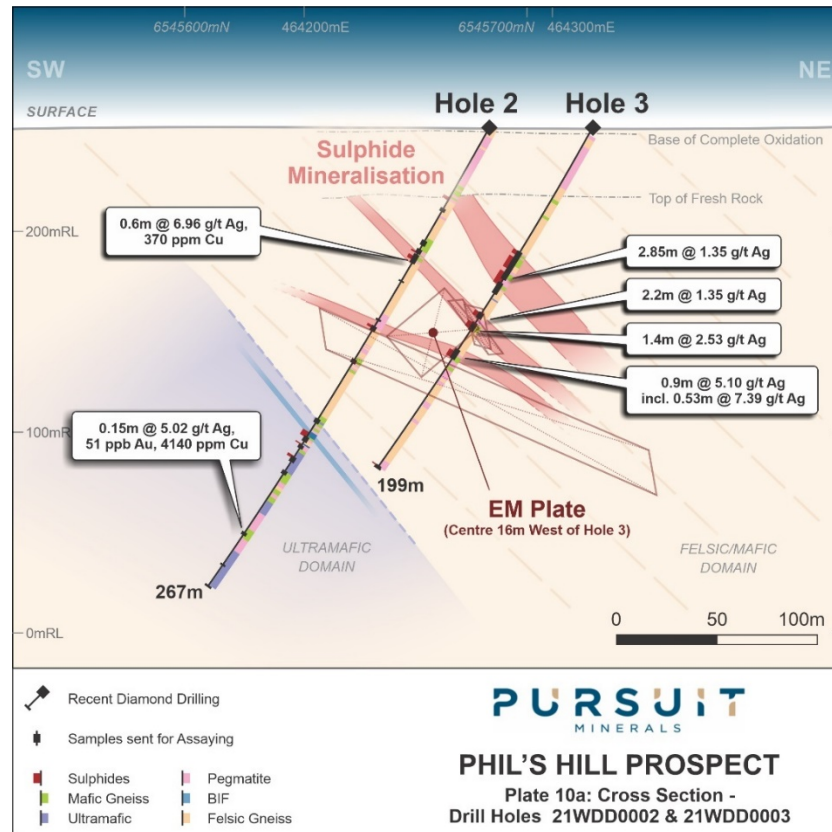 6545600mN
464200mE
6545700mN
464300mE
SW
NE
SURFACE
Hole 2
Hole 3
Base of Complete Oxidation
Sulphide
Mineralisation
Top of Fresh Rock
200mRL
0.6m @ 6.96 g/t Ag,
370 ppm Cu
2.85m @ 1.35 g/t Ag
2.2m @ 1.35 g/t Ag
1.4m @ 2.53 g/t Ag
0.9m @ 5.10 g/t Ag
incl. 0.53m @ 7.39 g/t Ag
100mRL
0.15m @ 5.02 g/t Ag,
51 ppb Au, 4140 ppm Cu
199m
EM Plate
(Centre 16m West of Hole 3)
ULTRAMAFIC
DOMAIN
FELSIC/MAFIC
DOMAIN
267m
0mRL
0 50 100m
Recent Diamond Drilling
Samples sent for Assaying
Sulphides
Mafic Gneiss
Ultramafic
Pegmatite
BIF
Felsic Gneiss
PURSUIT
MINERALS
PHIL'S HILL PROSPECT
Plate 10a: Cross Section -
Drill Holes 21WDD0002 & 21WDD0003